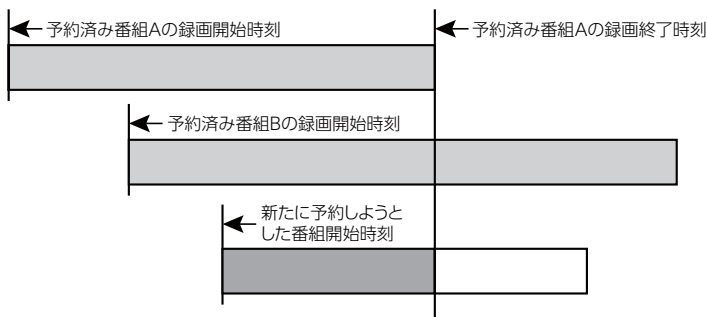 予約済み番組Aの録画開始時刻
予約済み番組Aの録画終了時刻
予約済み番組Bの録画開始時刻
新たに予約しようと
した番組開始時刻